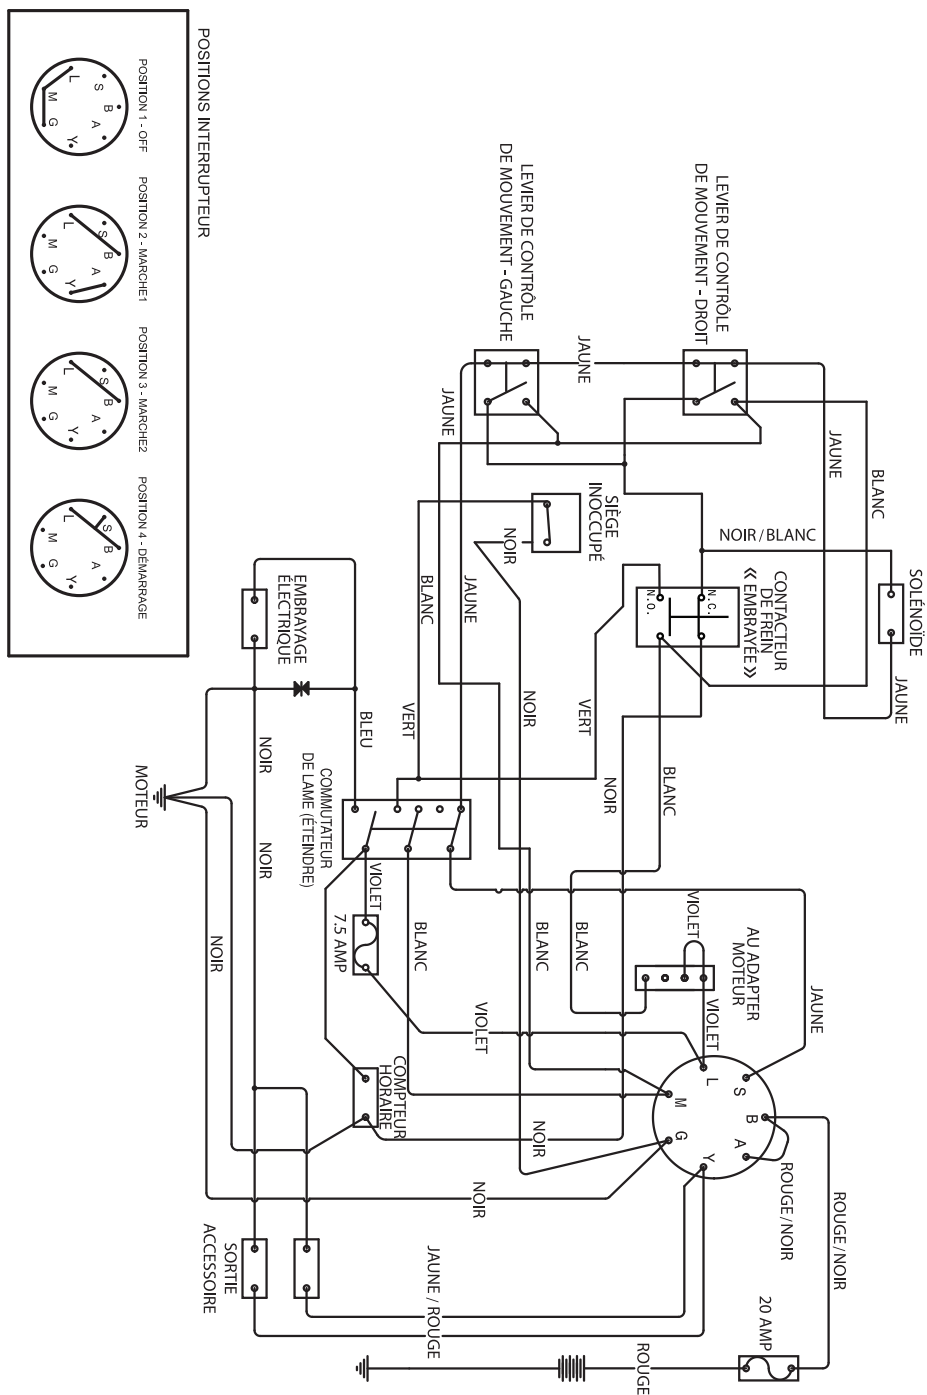 POSITIONS INTERRUPTEUR
POSITION 1 - OFF
L
S
B
A
Y
G
M
POSITION 2 - MARCHE1
L
S
B
A
Y
G
M
POSITION 3 - MARCHE2
L
S
B
A
Y
G
M
POSITION 4 - DÉMARRAGE
L
S
B
A
Y
G
M
LEVIER DE CONTRÔLE
DE MOUVEMENT - DROIT
LEVIER DE CONTRÔLE
DE MOUVEMENT - GAUCHE
JAUNE
JAUNE
JAUNE
BLANC
NOIR/BLANC
SOLÉNOÏDE
JAUNE
SIÈGE
INOCCUPÉ
NOIR
CONTACTEUR
DE FREIN
« EMBRAYÉE »
N.C.
N.O.
BLANC
JAUNE
EMBRAYAGE
ÉLECTRIQUE
NOIR
VERT
BLEU
VERT
NOIR
BLANC
NOIR
MOTEUR
COMMUTATEUR
DE LAME (ÉTEINDRE)
NOIR
VIOLET
7.5 AMP
BLANC
BLANC
BLANC
VIOLET
AU ADAPTER
MOTEUR
VIOLET
JAUNE
NOIR
VIOLET
COMPTEUR
HORAIRE
NOIR
L
S
B
A
Y
G
M
ROUGE/NOIR
ROUGE/NOIR
NOIR
SORTIE
ACCESSOIRE
JAUNE / ROUGE
20 AMP
ROUGE